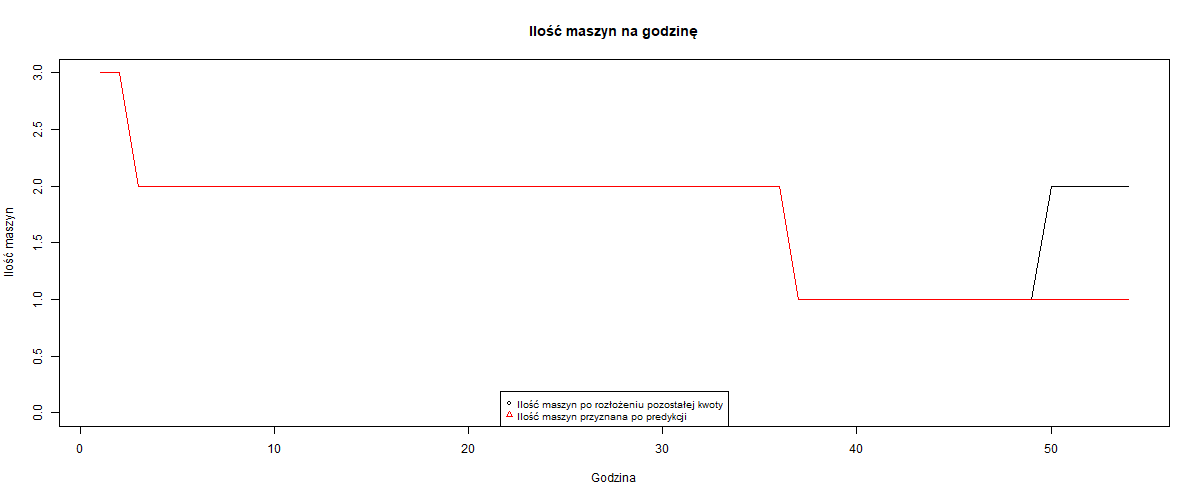 Ilość maszyn na godzinę
Ilość maszyn
3.0
2.5
2.0
1.5
1.0
0.5
0.0
Ilość maszyn po rozłożeniu pozostałej kwoty
Ilość maszyn przyznana po predykcji
0 10 20 30 40 50
Godzina